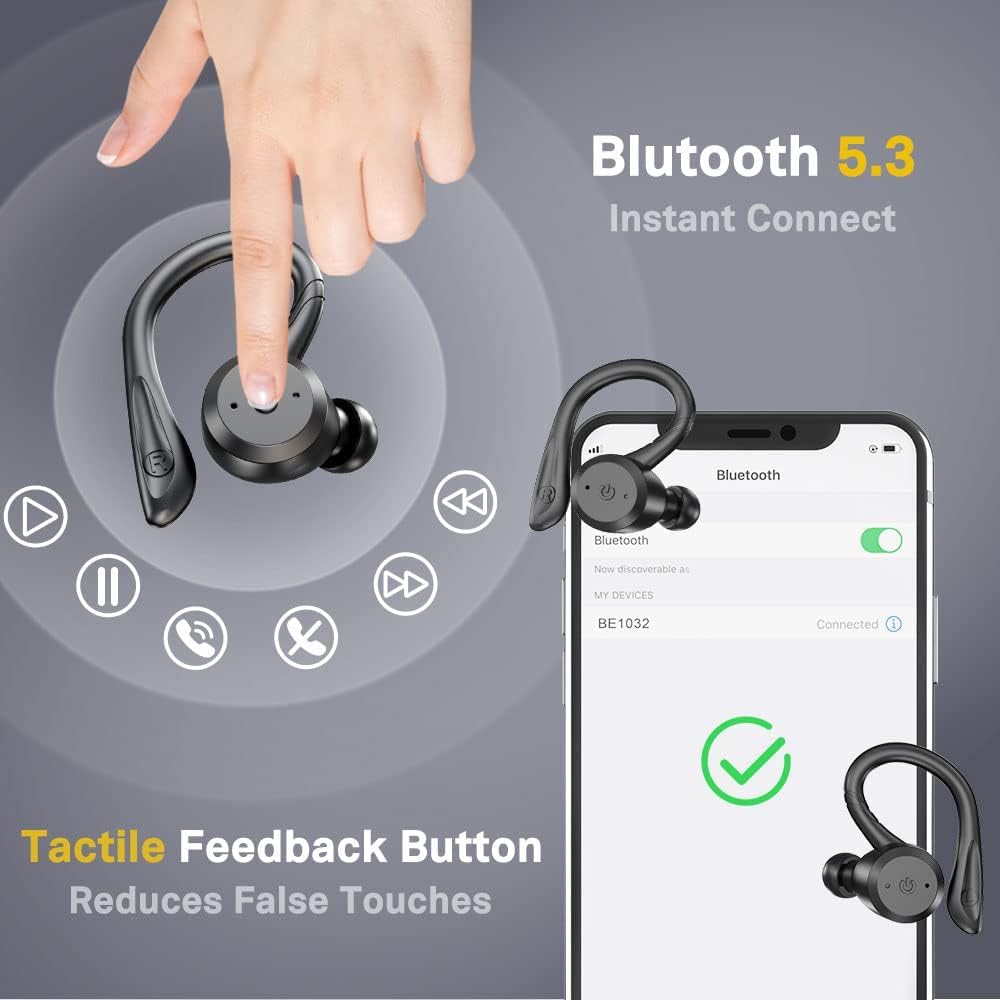 Blutooth 5.3
Instant Connect
R
R
Bluetooth
Bluetooth
Now discoverable as
MY DEVICES
BE1032 Connected
Tactile Feedback Button
Reduces False Touches